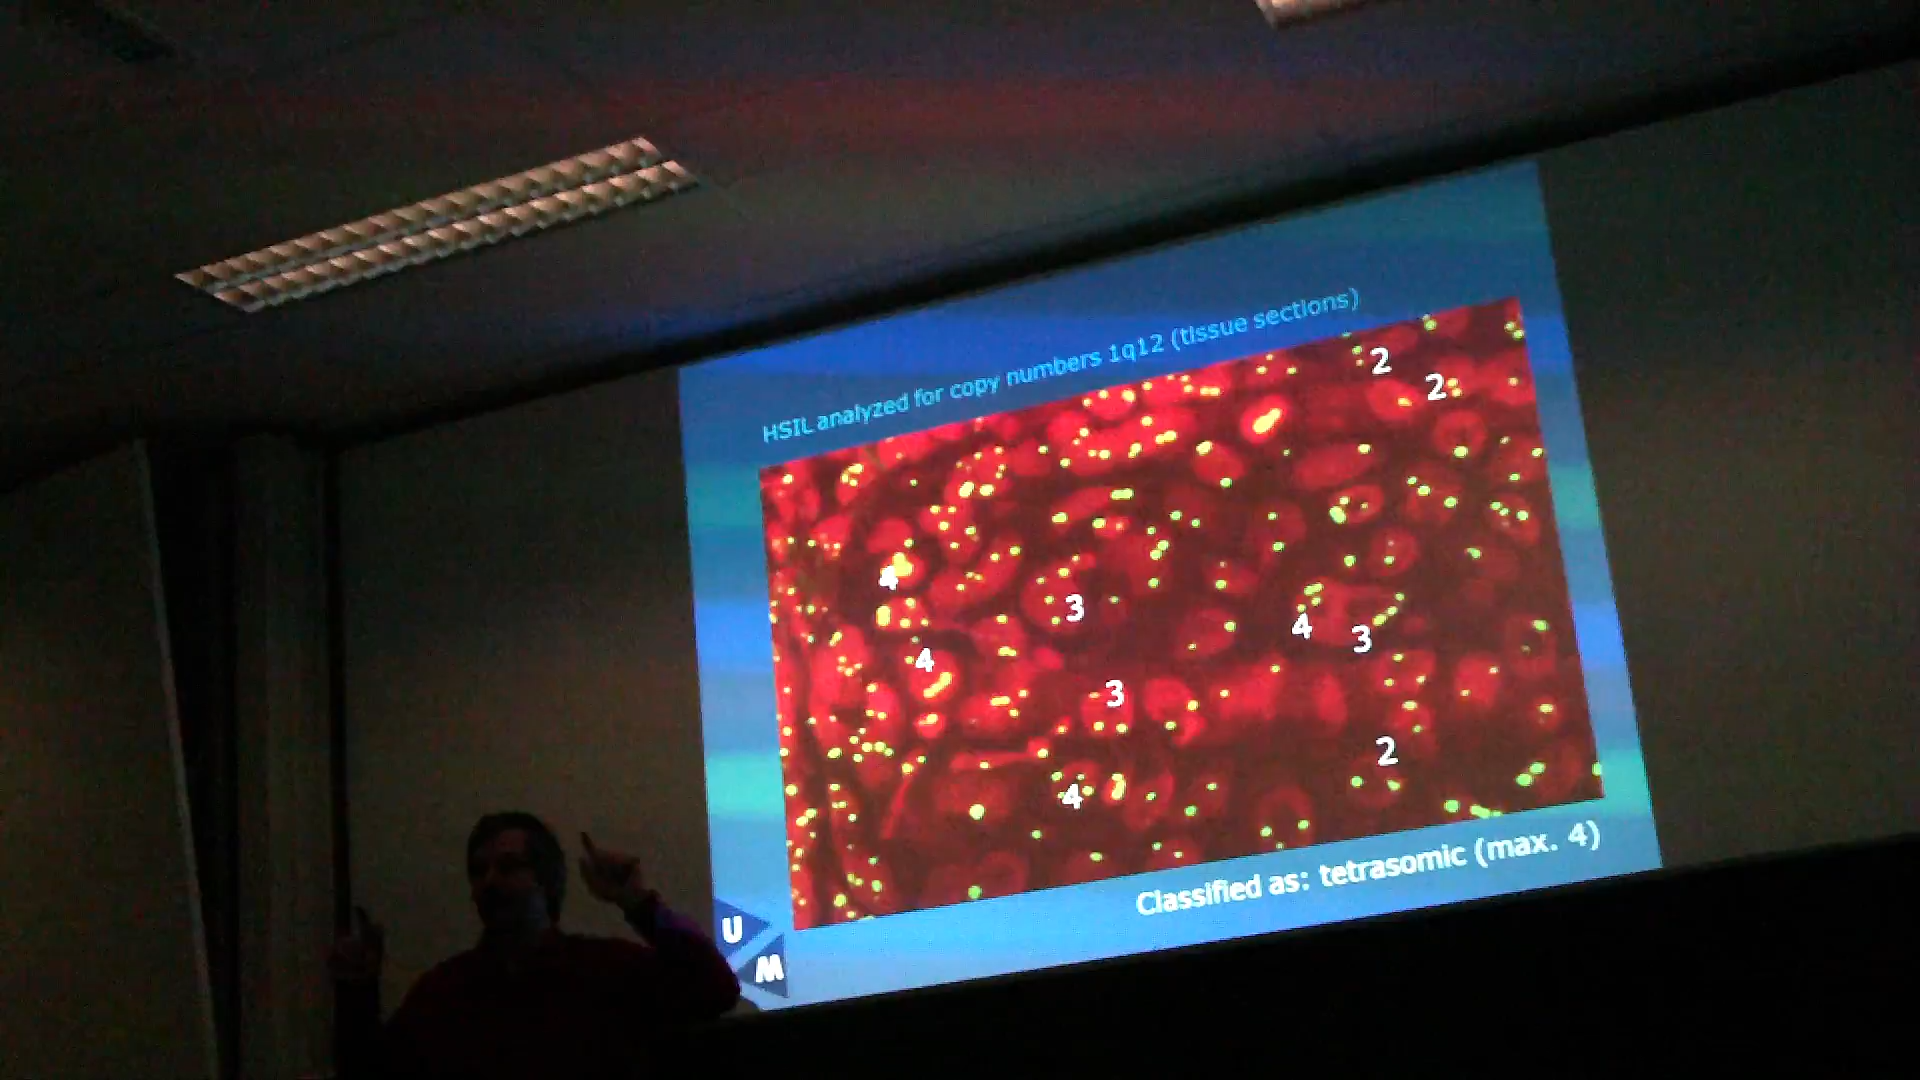 HSIL analyzed for copy numbers 1q12 (tissue sections)
2
2
4
3
4
3
4
3
2
4
Classified as: tetrasomic (max. 4)
U
M